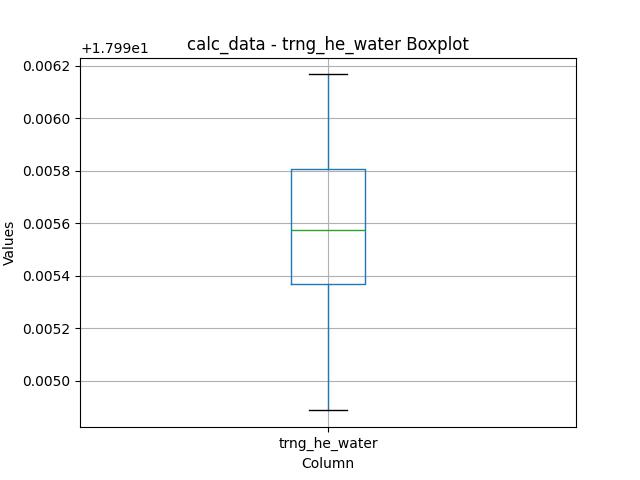 +1.799e1
calc_data - trng_he_water Boxplot
0.0062
0.0060
0.0058
0.0056
0.0054
0.0052
0.0050
Values
trng_he_water
Column